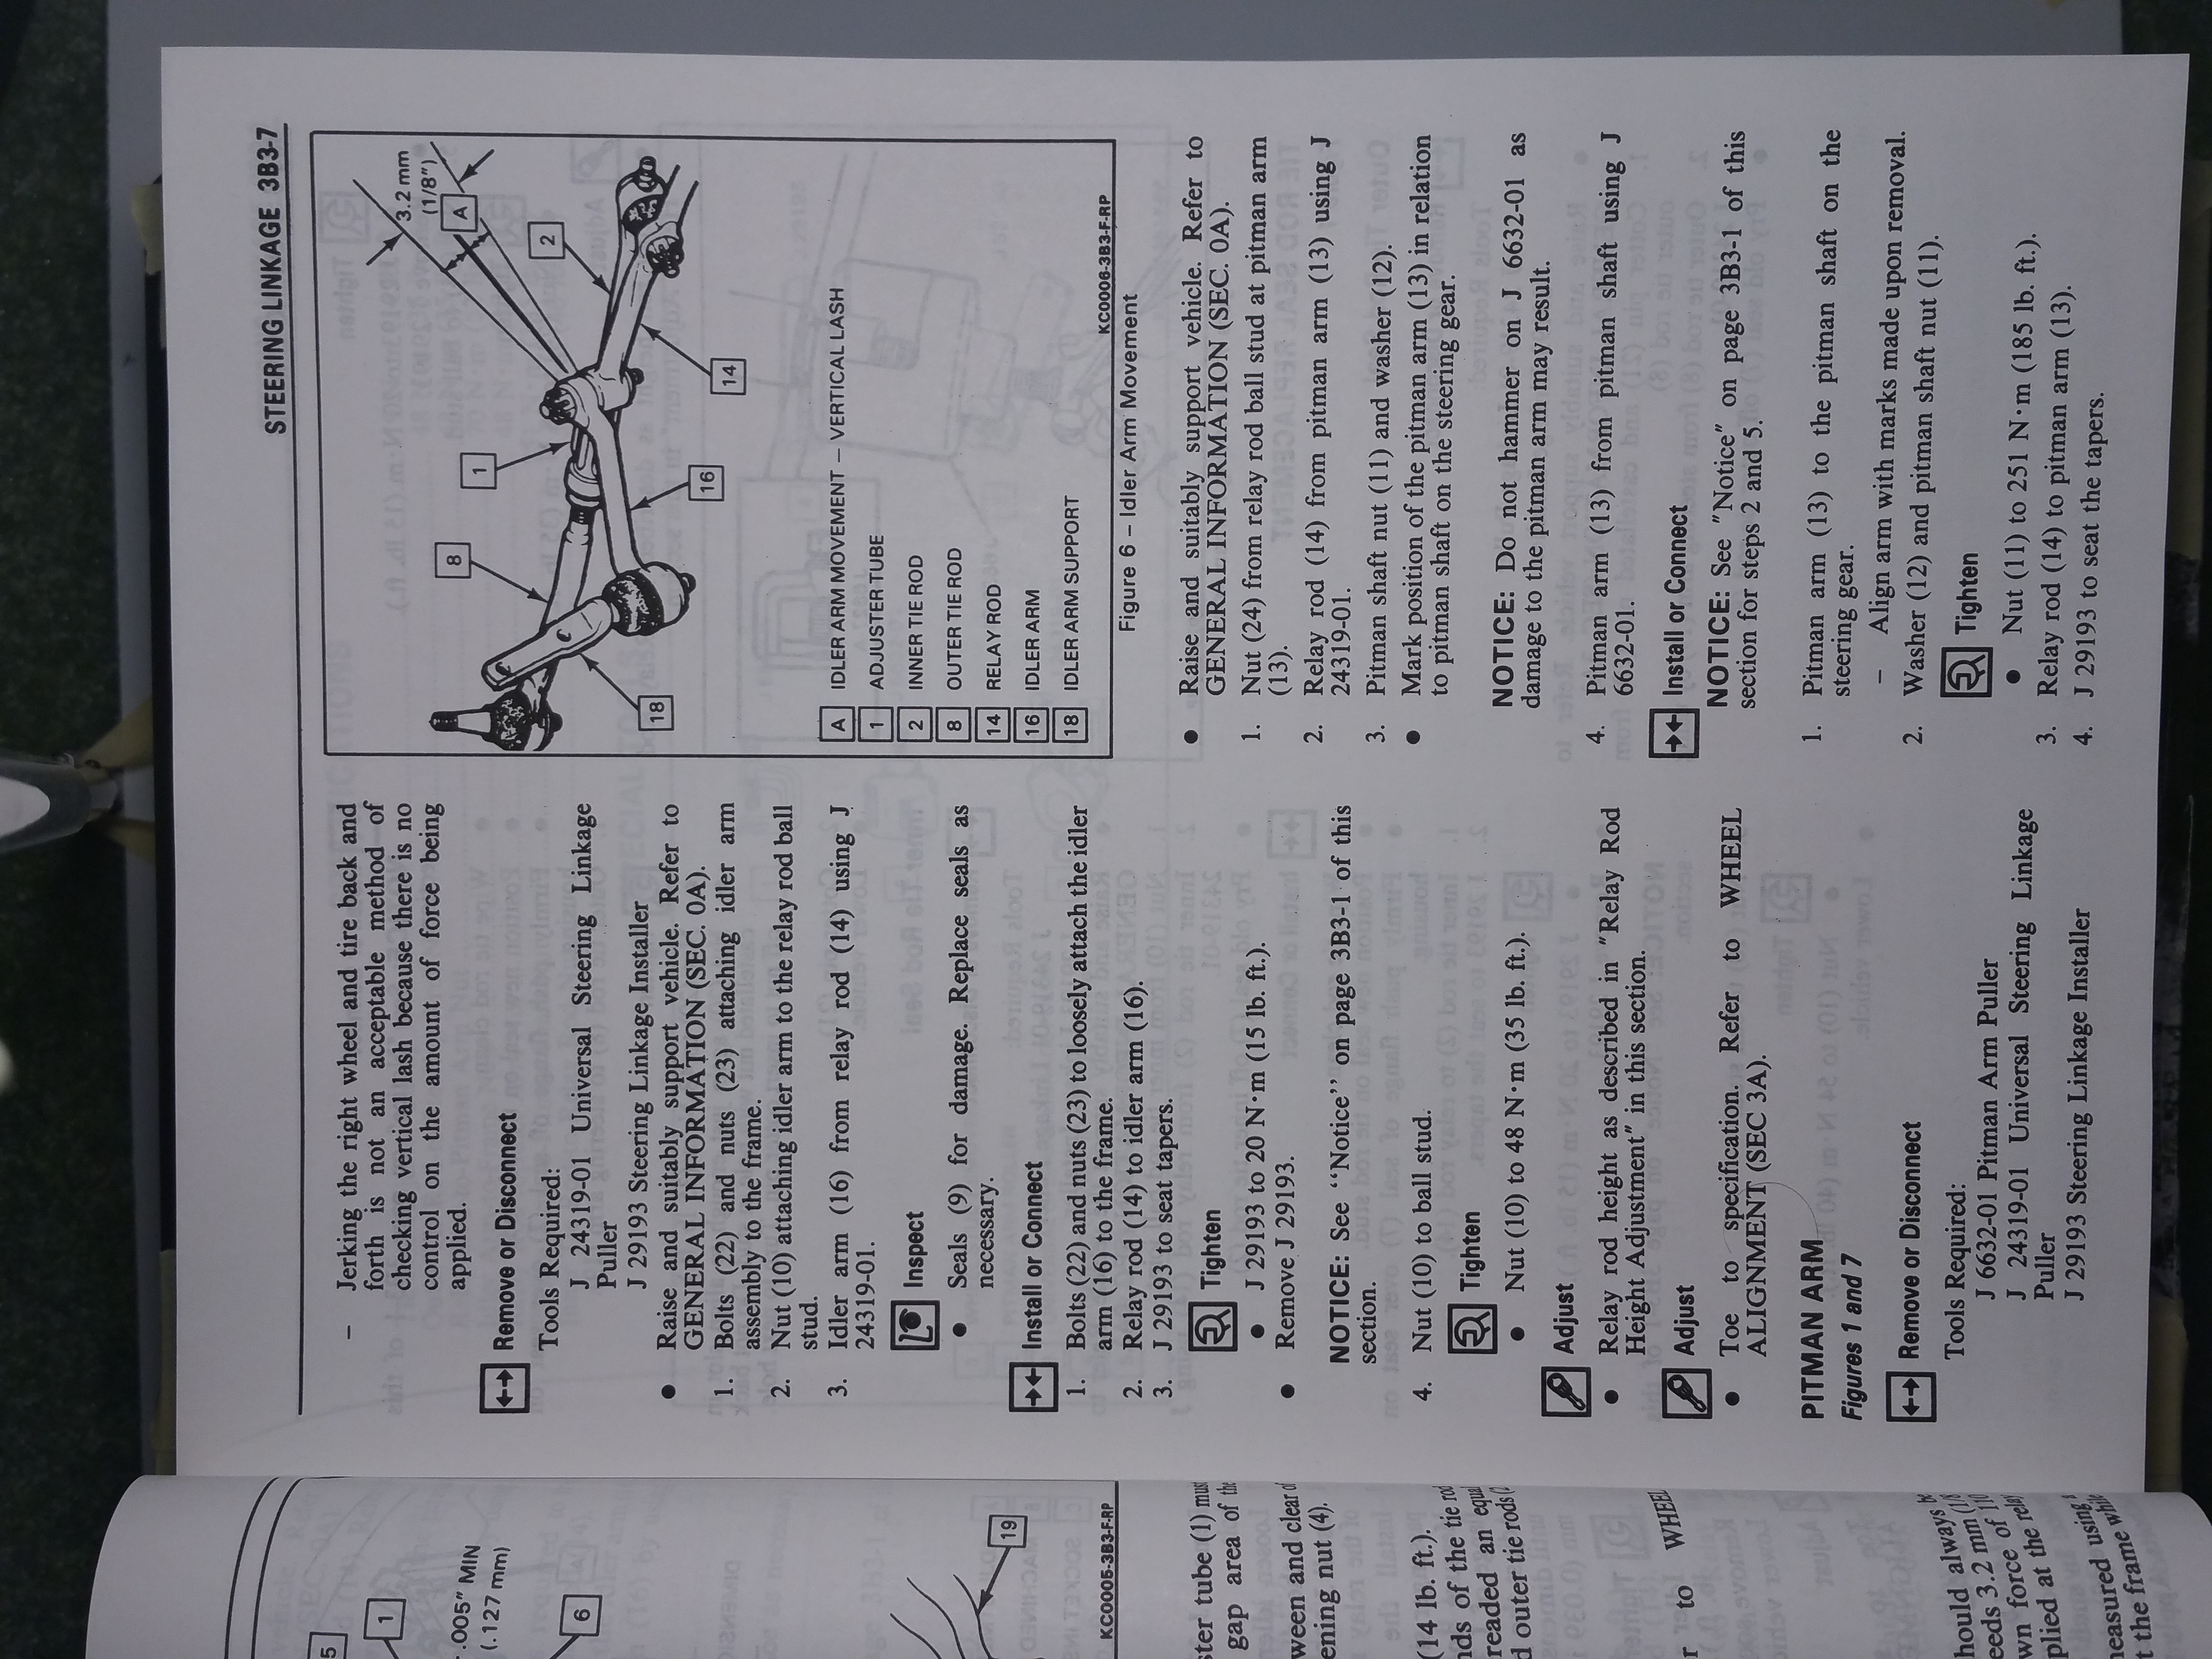 STEERING LINKAGE 3B3-7
– Jerking the right wheel and tire back and
forth is not an acceptable method of
checking vertical lash because there is no
control on the amount of force being
applied.
Remove or Disconnect
Tools Required:
J 24319-01 Universal Steering Linkage
Puller
J 29193 Steering Linkage Installer
● Raise and suitably support vehicle. Refer to
GENERAL INFORMATION (SEC. 0A).
1. Bolts (22) and nuts (23) attaching idler arm
assembly to the frame.
2. Nut (10) attaching idler arm to the relay rod ball
stud.
3. Idler arm (16) from relay rod (14) using J
24319-01.
Inspect
● Seals (9) for damage. Replace seals as
necessary.
Install or Connect
1. Bolts (22) and nuts (23) to loosely attach the idler
arm (16) to the frame.
2. Relay rod (14) to idler arm (16).
3. J 29193 to seat tapers.
Tighten
● J 29193 to 20 N·m (15 lb. ft.).
● Remove J 29193.
NOTICE: See ''Notice'' on page 3B3-1 of this
section.
4. Nut (10) to ball stud.
Tighten
● Nut (10) to 48 N·m (35 lb. ft.).
Adjust
● Relay rod height as described in "Relay Rod
Height Adjustment" in this section.
Adjust
● Toe to specification. Refer to WHEEL
ALIGNMENT (SEC 3A).
PITMAN ARM
Figures 1 and 7
Remove or Disconnect
Tools Required:
J 6632-01 Pitman Arm Puller
J 24319-01 Universal Steering Linkage
Puller
J 29193 Steering Linkage Installer
3.2 mm
(1/8")
A
2
1
8
14
16
18
A IDLER ARM MOVEMENT – VERTICAL LASH
1 ADJUSTER TUBE
2 INNER TIE ROD
8 OUTER TIE ROD
14 RELAY ROD
16 IDLER ARM
18 IDLER ARM SUPPORT
KC0006-3B3-F-RP
Figure 6 – Idler Arm Movement
● Raise and suitably support vehicle. Refer to
GENERAL INFORMATION (SEC. 0A).
1. Nut (24) from relay rod ball stud at pitman arm
(13).
2. Relay rod (14) from pitman arm (13) using J
24319-01.
3. Pitman shaft nut (11) and washer (12).
● Mark position of the pitman arm (13) in relation
to pitman shaft on the steering gear.
NOTICE: Do not hammer on J 6632-01 as
damage to the pitman arm may result.
4. Pitman arm (13) from pitman shaft using J
6632-01.
Install or Connect
NOTICE: See "Notice" on page 3B3-1 of this
section for steps 2 and 5.
1. Pitman arm (13) to the pitman shaft on the
steering gear.
– Align arm with marks made upon removal.
2. Washer (12) and pitman shaft nut (11).
Tighten
● Nut (11) to 251 N·m (185 lb. ft.).
3. Relay rod (14) to pitman arm (13).
4. J 29193 to seat the tapers.
5
1
.005" MIN
(.127 mm)
6
19
KC0005-3B3-F-RP
ster tube (1)
gap area of
ween and clear
ening nut (4).
(14 lb. ft.).
nds of the tie
readed an
d outer tie rods
r to WHEEL
hould always
eeds 3.2 mm
wn force of
plied at the
neasured using
t the frame